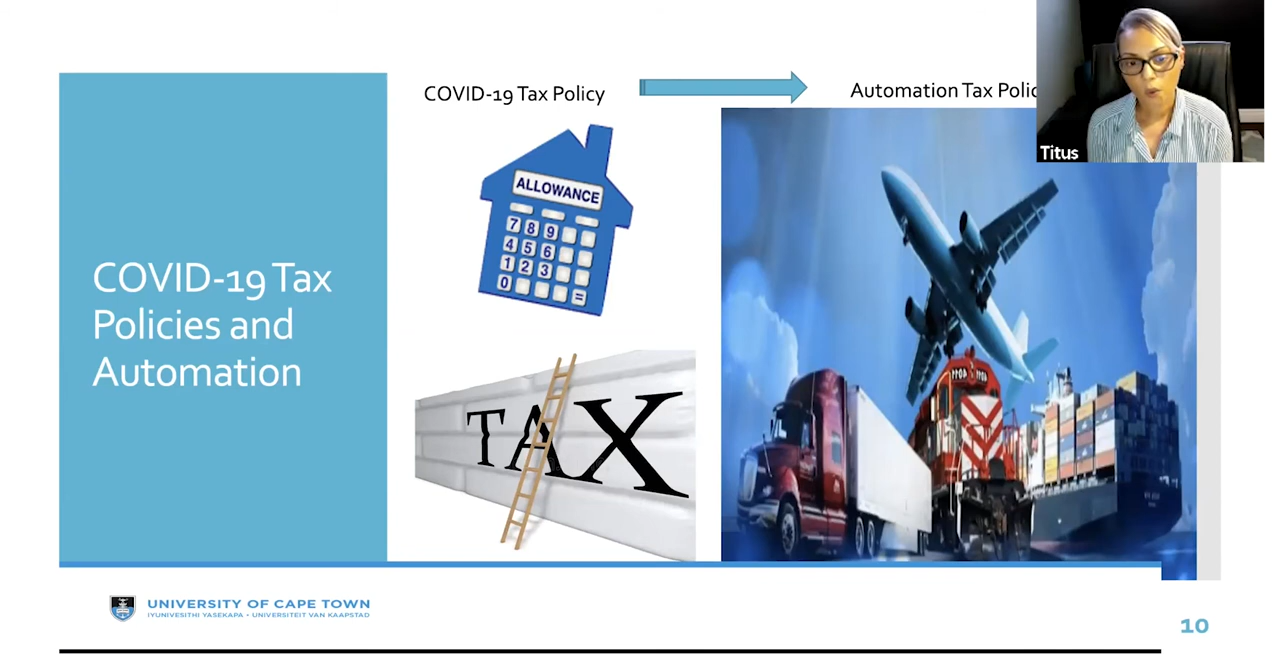 COVID-19 Tax Policy
Automation Tax Polic
Titus
COVID-19 Tax
Policies and
Automation
ALLOWANCE
7 8 9
4 5 6
1 2 3
0 =
TAX
UNIVERSITY OF CAPE TOWN
IYUNIVESITHI YASEKAPA • UNIVERSITEIT VAN KAAPSTAD
10